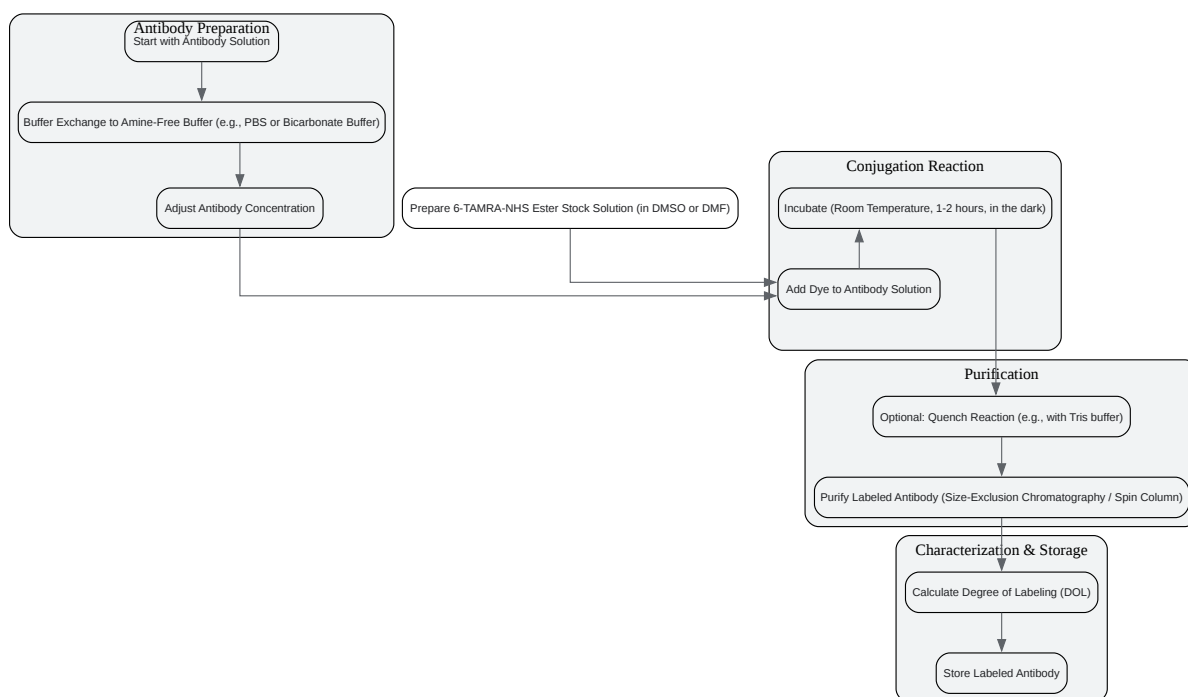 Antibody Preparation
Start with Antibody Solution
Buffer Exchange to Amine-Free Buffer (e.g., PBS or Bicarbonate Buffer)
Adjust Antibody Concentration
Prepare 6-TAMRA-NHS Ester Stock Solution (in DMSO or DMF)
Conjugation Reaction
Incubate (Room Temperature, 1-2 hours, in the dark)
Add Dye to Antibody Solution
Purification
Optional: Quench Reaction (e.g., with Tris buffer)
Purify Labeled Antibody (Size-Exclusion Chromatography / Spin Column)
Characterization & Storage
Calculate Degree of Labeling (DOL)
Store Labeled Antibody